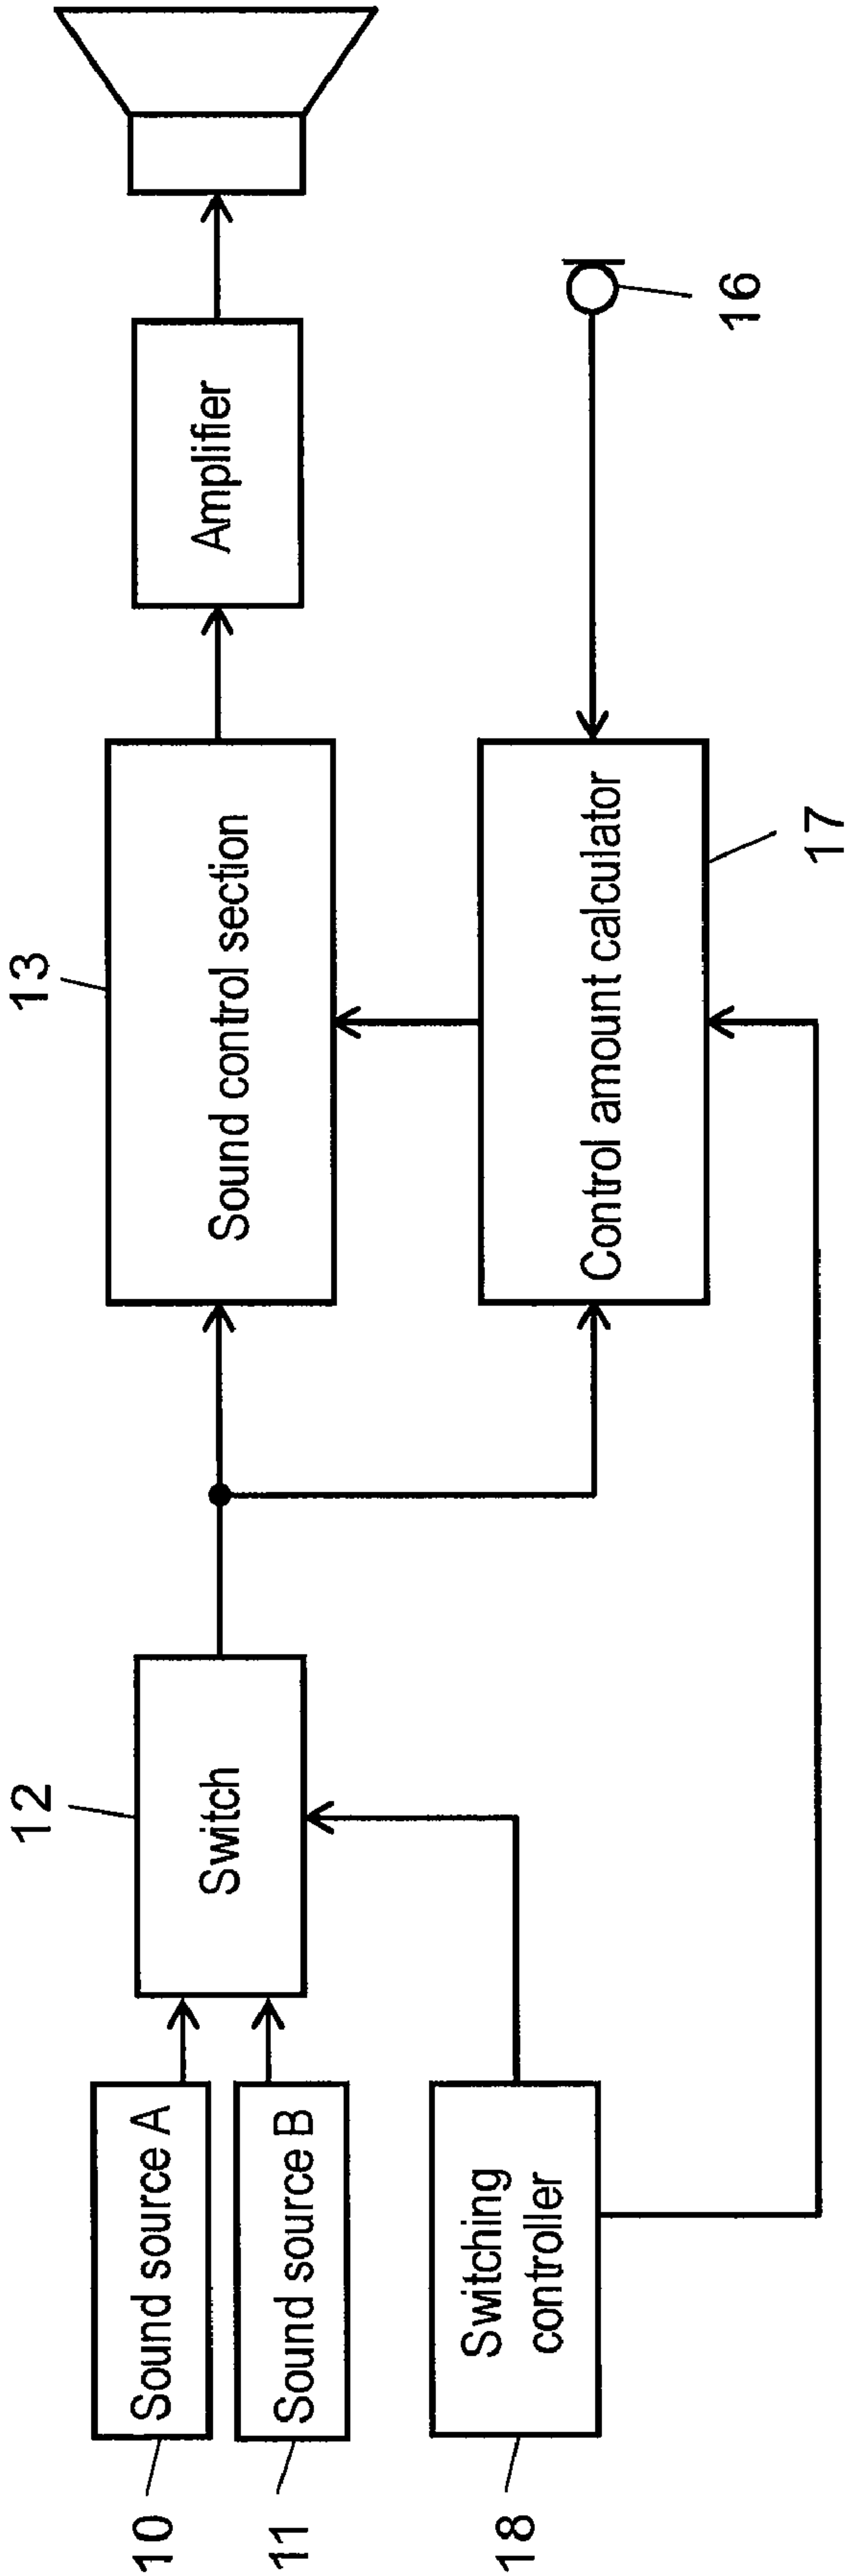 10
Sound source A
11
Sound source B
12
Switch
18
Switching
controller
13
Sound control section
17
Control amount calculator
Amplifier
16